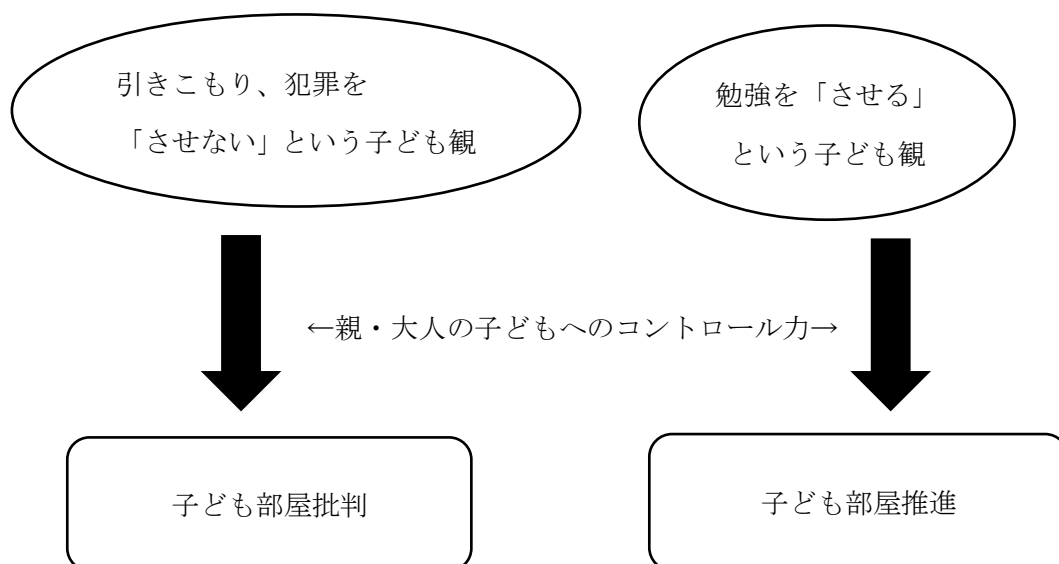 引きこもり、犯罪を
「させない」という子ども観
勉強を「させる」
という子ども観
←親・大人の子どもへのコントロール力→
子ども部屋批判
子ども部屋推進